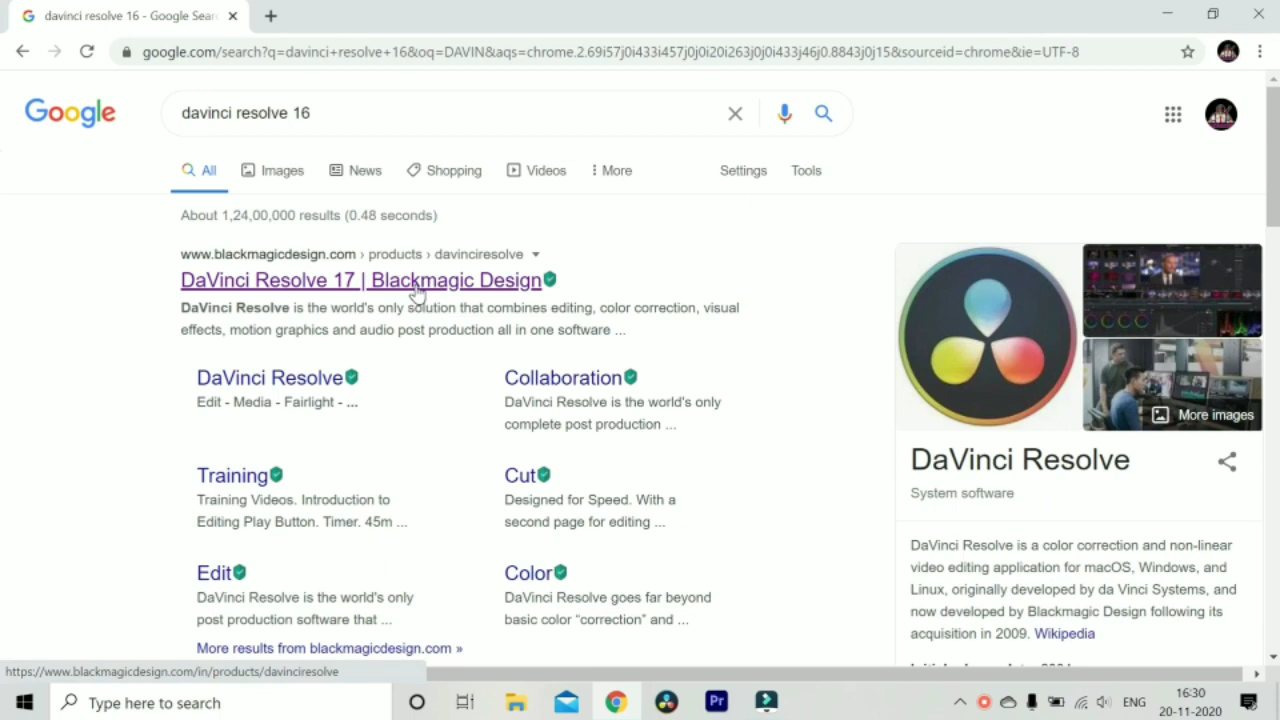 davinci resolve 16 - Google Sear
google.com/search?q=davinci+resolve+16&oq=DAVIN&aqs=chrome.2.69i57j0i433i457j0j0i20i263j0j0i433j46j0.8843j0j15&sourceid=chrome&ie=UTF-8
Google
davinci resolve 16
All Images News Shopping Videos More Settings Tools
About 1,24,00,000 results (0.48 seconds)
www.blackmagicdesign.com › products › davinciresolve
DaVinci Resolve 17 | Blackmagic Design
DaVinci Resolve is the world's only solution that combines editing, color correction, visual
effects, motion graphics and audio post production all in one software ...
DaVinci Resolve
Edit - Media - Fairlight - ...
Collaboration
DaVinci Resolve is the world's only
complete post production ...
Training
Training Videos. Introduction to
Editing Play Button. Timer. 45m ...
Cut
Designed for Speed. With a
second page for editing ...
Edit
DaVinci Resolve is the world's only
post production software that ...
Color
DaVinci Resolve goes far beyond
basic color “correction” and ...
More results from blackmagicdesign.com »
More images
DaVinci Resolve
System software
DaVinci Resolve is a color correction and non-linear
video editing application for macOS, Windows, and
Linux, originally developed by da Vinci Systems, and
now developed by Blackmagic Design following its
acquisition in 2009. Wikipedia
https://www.blackmagicdesign.com/in/products/davinciresolve
Type here to search
Pr
ENG
16:30
20-11-2020